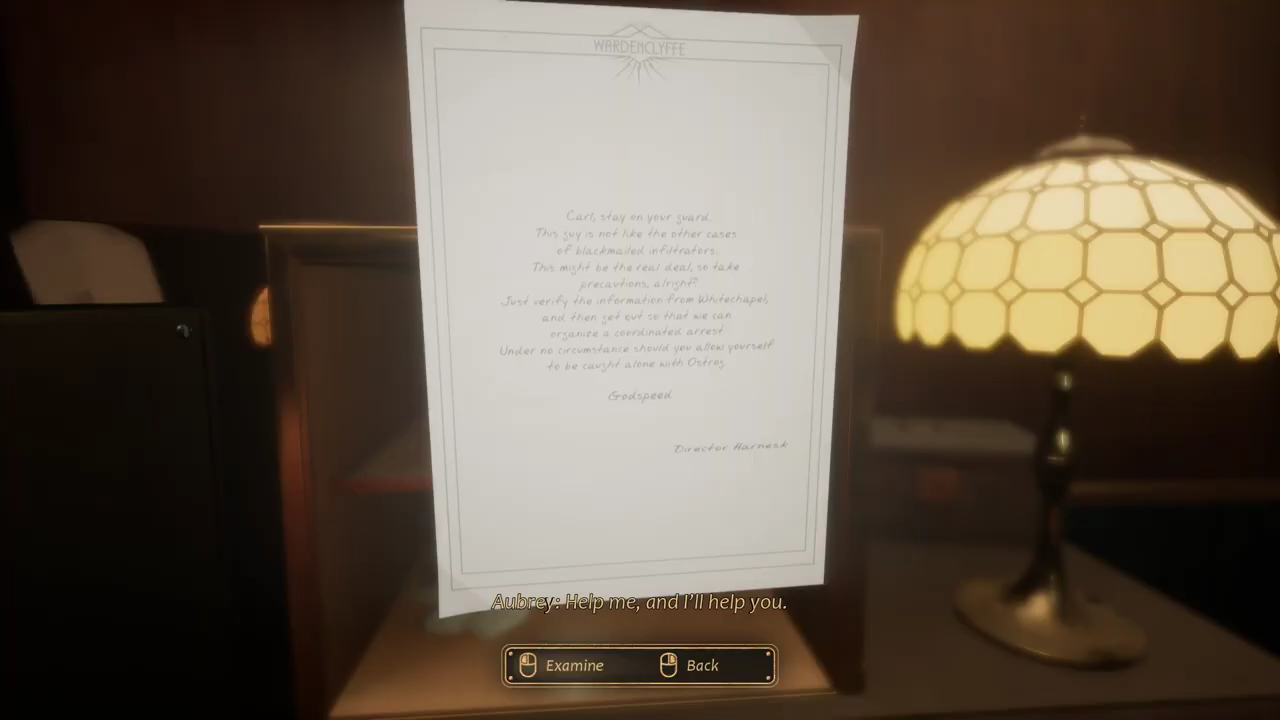 WARDENCLYFFE
Carl, stay on your guard.
This guy is not like the other cases
of blackmailed infiltrators.
This might be the real deal, so take
precautions, alright?
Just verify the information from Whitechapel,
and then get out so that we can
organize a coordinated arrest.
Under no circumstance should you allow yourself
to be caught alone with Ostrog.
Godspeed
Director Harnesk
Aubrey: Help me, and I'll help you.
Examine
Back